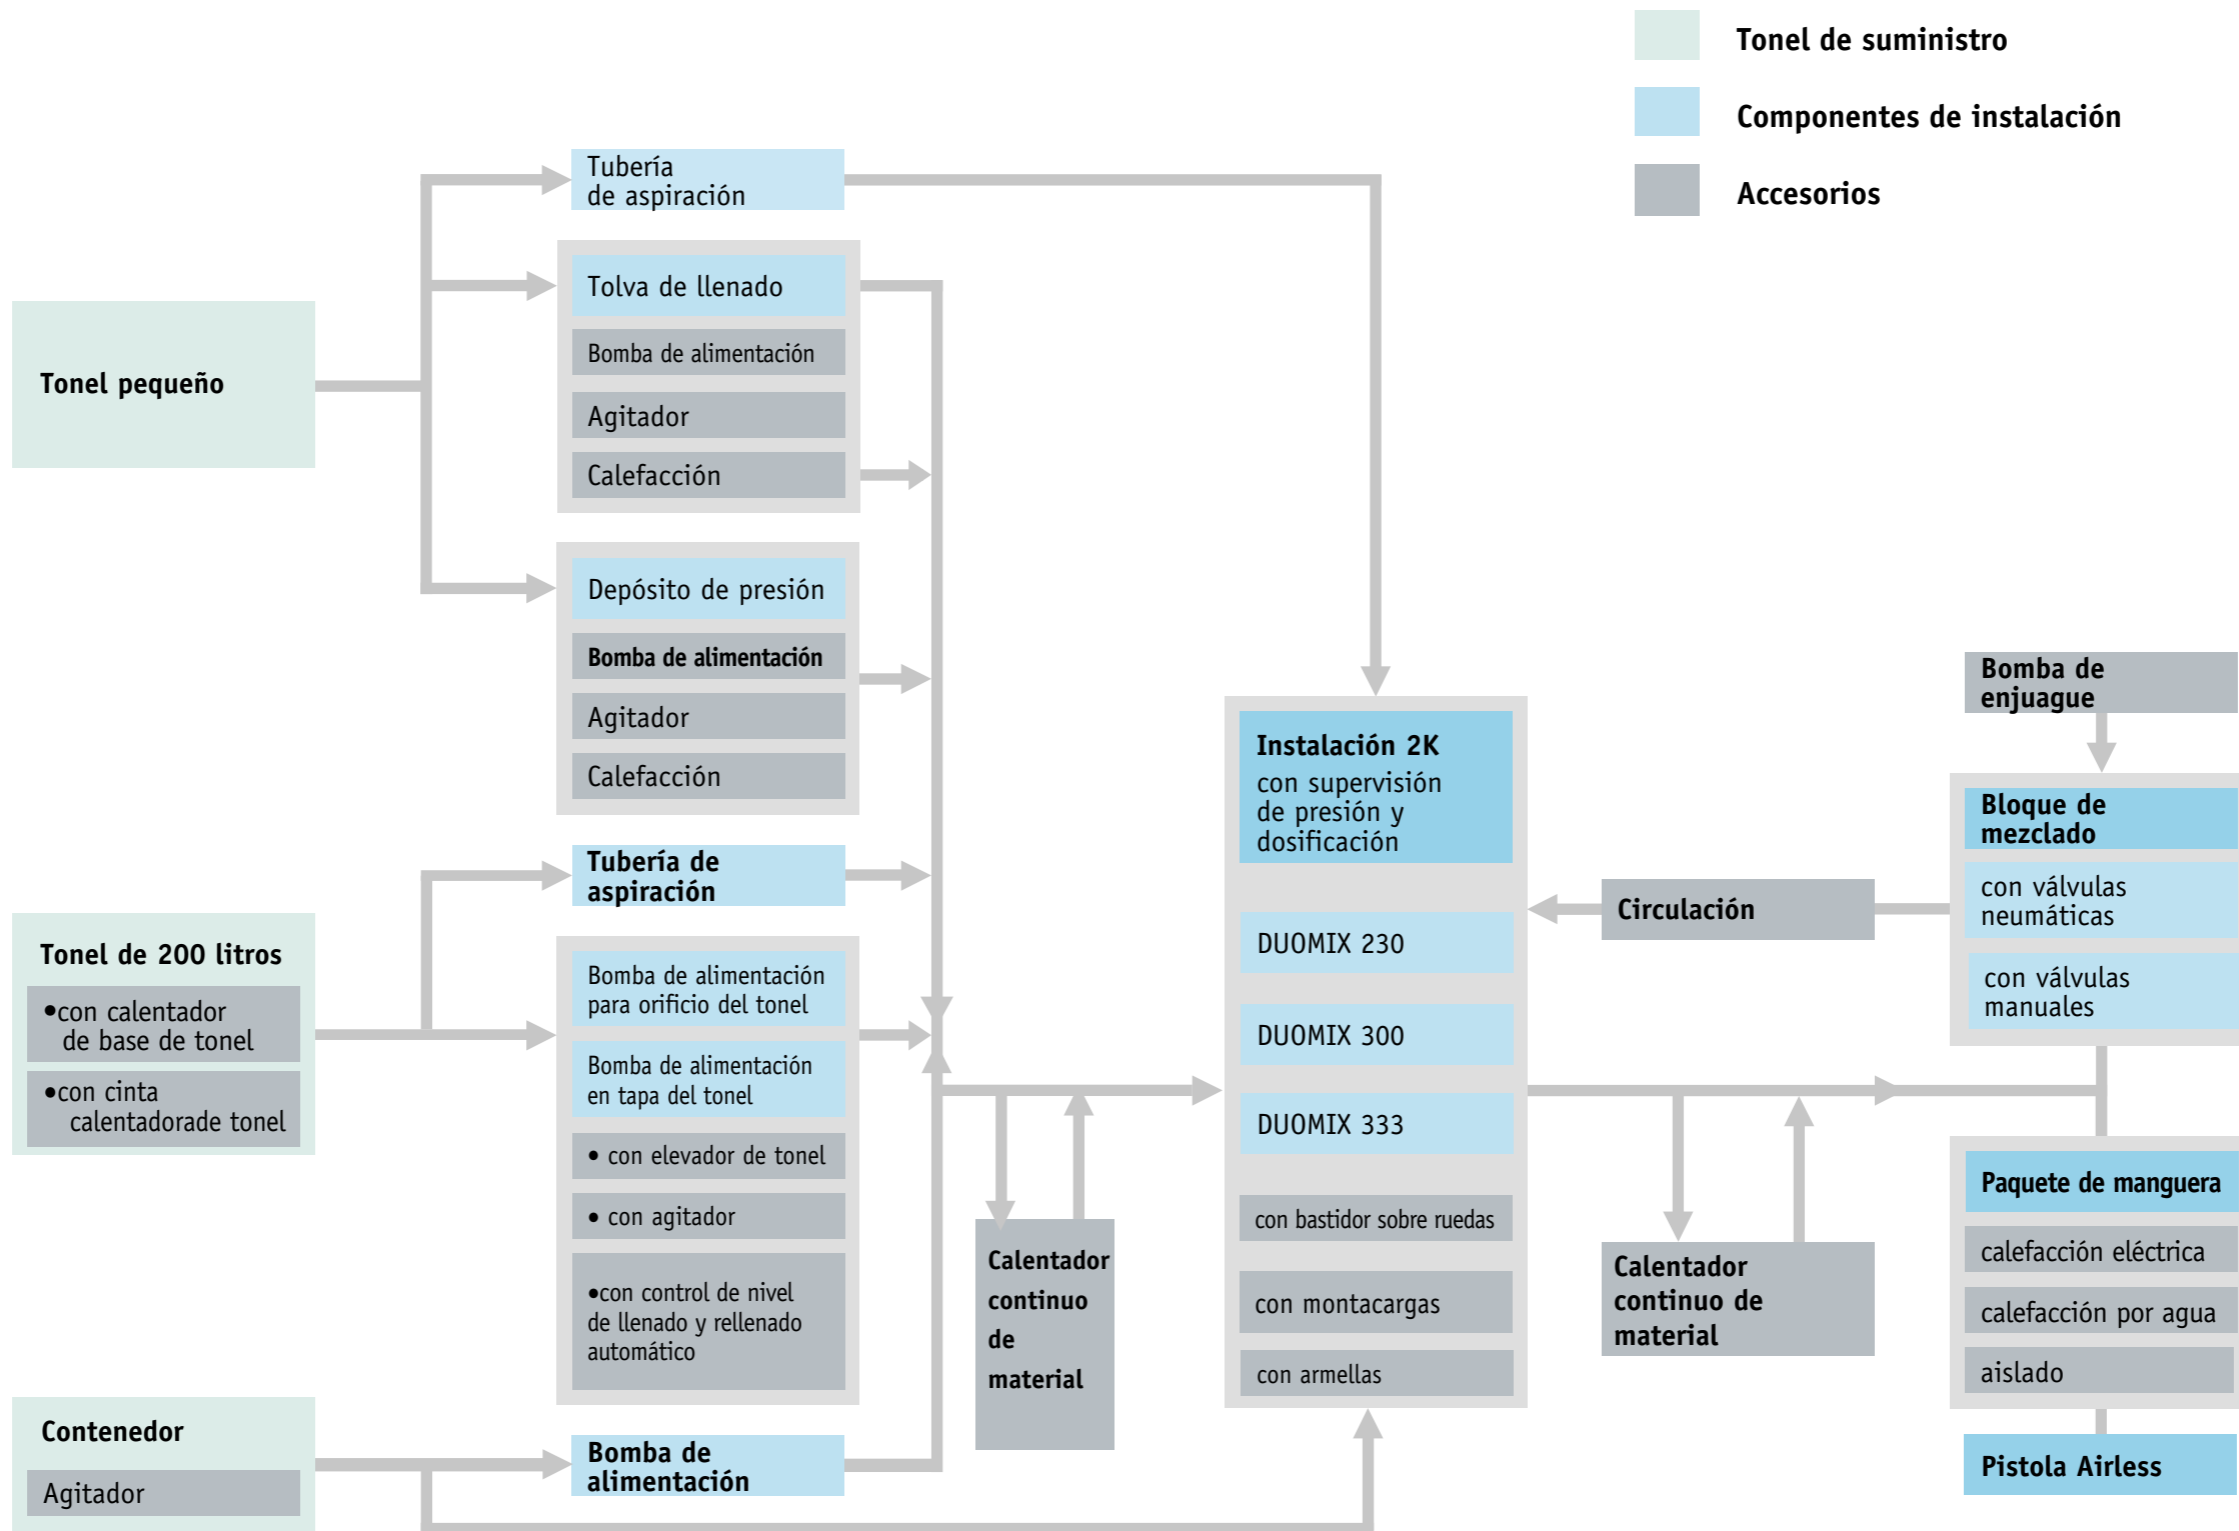 Tonel de suministro
Componentes de instalación
Accesorios
Tonel pequeño
Tubería
de aspiración
Tolva de llenado
Bomba de alimentación
Agitador
Calefacción
Depósito de presión
Bomba de alimentación
Agitador
Calefacción
Tonel de 200 litros
•con calentador
de base de tonel
•con cinta
calentadorade tonel
Tubería de
aspiración
Bomba de alimentación
para orificio del tonel
Bomba de alimentación
en tapa del tonel
• con elevador de tonel
• con agitador
•con control de nivel
de llenado y rellenado
automático
Contenedor
Agitador
Bomba de
alimentación
Calentador
continuo
de
material
Instalación 2K
con supervisión
de presión y
dosificación
DUOMIX 230
DUOMIX 300
DUOMIX 333
con bastidor sobre ruedas
con montacargas
con armellas
Circulación
Calentador
continuo de
material
Bomba de
enjuague
Bloque de
mezclado
con válvulas
neumáticas
con válvulas
manuales
Paquete de manguera
calefacción eléctrica
calefacción por agua
aislado
Pistola Airless